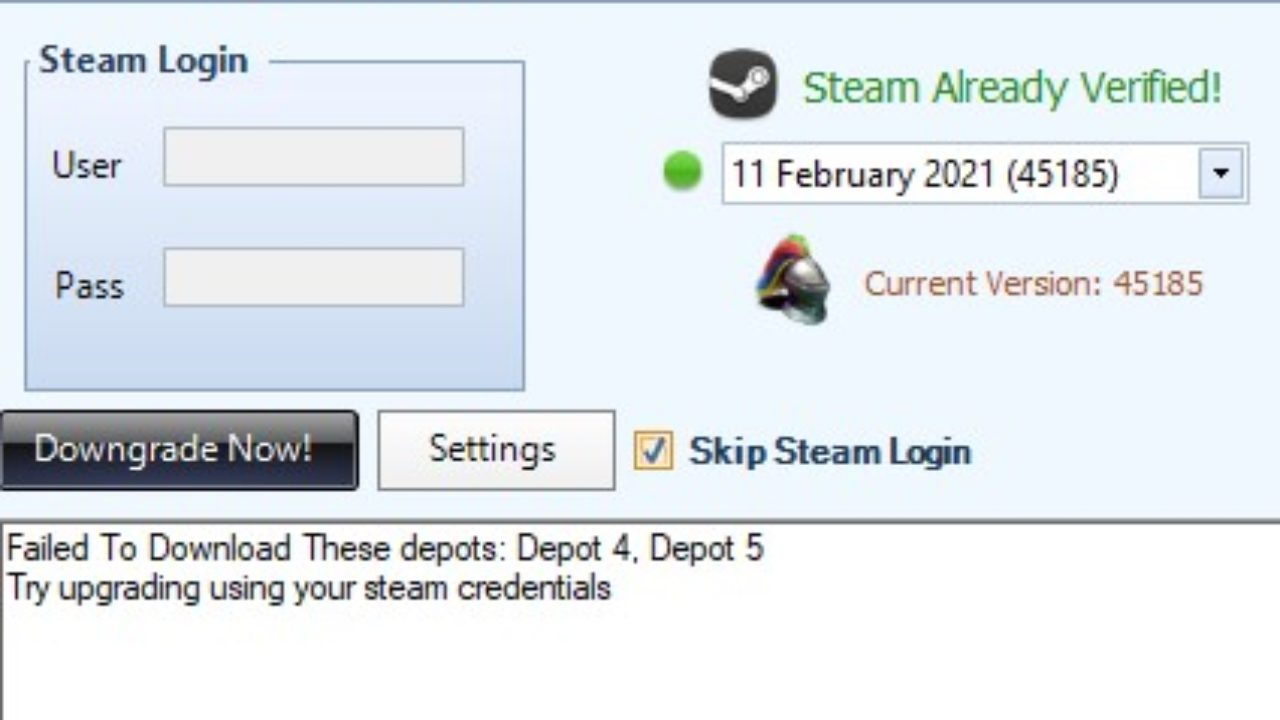 Steam Login
User
Pass
Steam Already Verified!
11 February 2021 (45185)
Current Version: 45185
Downgrade Now!
Settings
Skip Steam Login
Failed To Download These depots: Depot 4, Depot 5
Try upgrading using your steam credentials